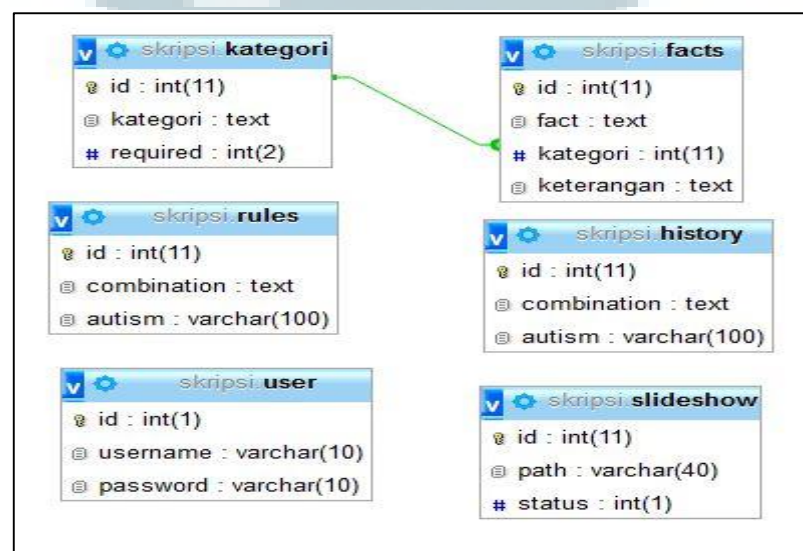 skripsi.kategori
id : int(11)
kategori : text
# required : int(2)
skripsi.facts
id : int(11)
fact : text
# kategori : int(11)
keterangan : text
skripsi.rules
id : int(11)
combination : text
autism : varchar(100)
skripsi.history
id : int(11)
combination : text
autism : varchar(100)
skripsi.user
id : int(1)
username : varchar(10)
password : varchar(10)
skripsi.slideshow
id : int(11)
path : varchar(40)
# status : int(1)